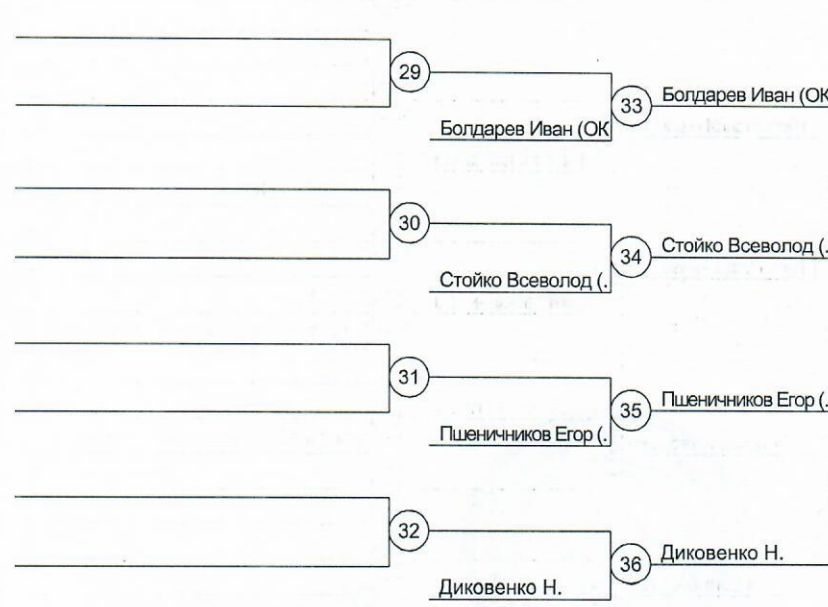 29
33
Болдарев Иван (ОК
Болдарев Иван (ОК
30
34
Стойко Всеволод (.
Стойко Всеволод (.
31
35
Пшеничников Егор (.
Пшеничников Егор (.
32
36
Диковенко Н.
Диковенко Н.